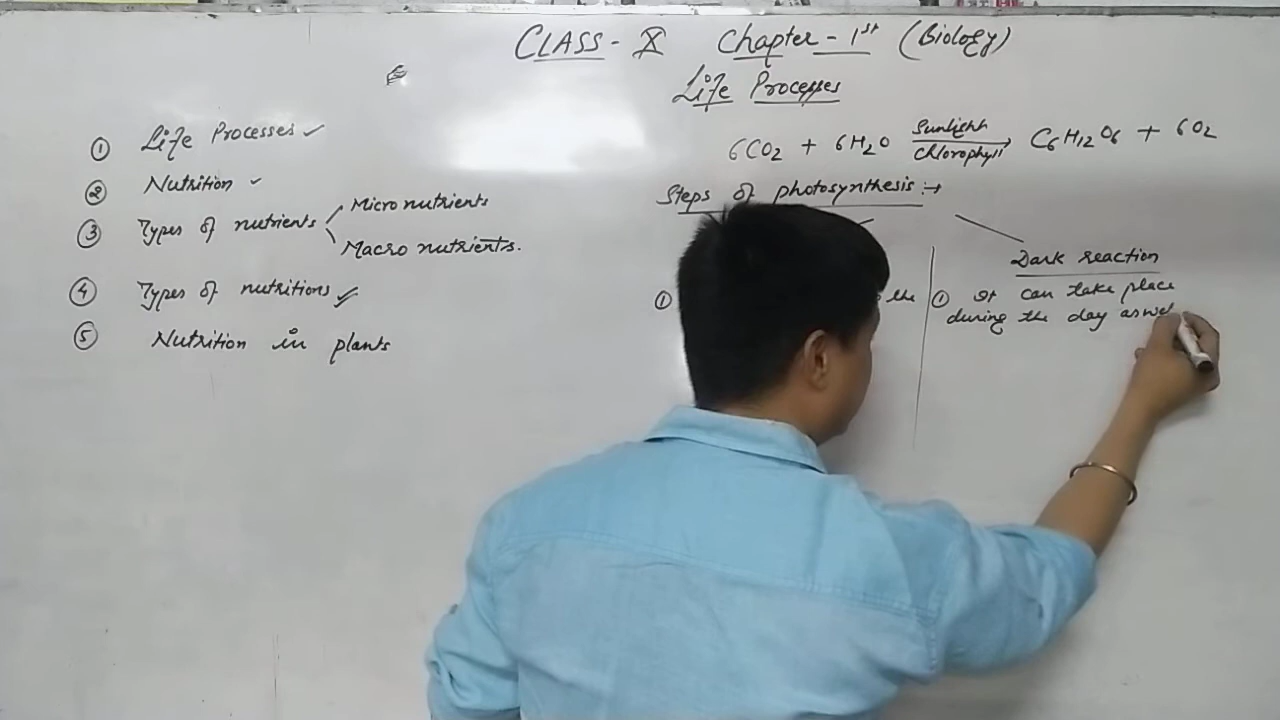 CLASS - X Chapter - 1st (Biology)
Life Processes
① Life Processes ✓
② Nutrition ✓
③ Types of nutrients
Micro nutrients
Macro nutrients.
④ Types of nutritions ✓
⑤ Nutrition in plants
6CO2 + 6H2O Sunlight Chlorophyll → C6H12O6 + 6O2
Steps of photosynthesis :→
① the
Dark reaction
① It can take place
during the day as wel